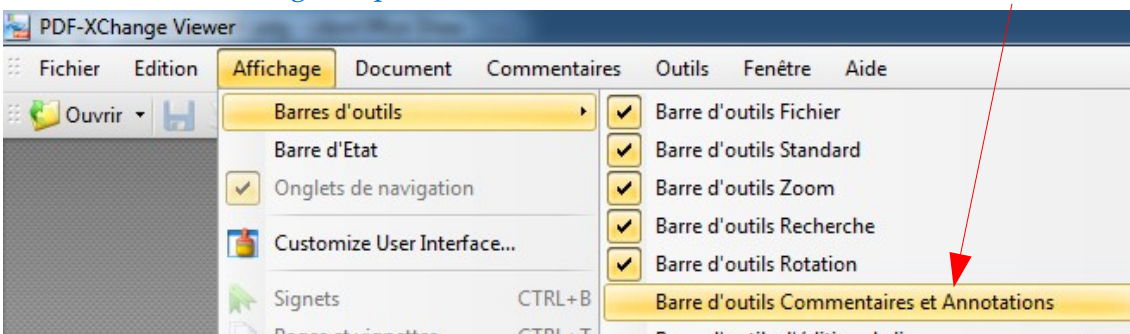 PDF-XChange Viewer
Fichier Edition Affichage Document Commentaires Outils Fenêtre Aide
Ouvrir
Barres d'outils
Barre d'Etat
Onglets de navigation
Customize User Interface...
Signets CTRL+B
Barre d'outils Fichier
Barre d'outils Standard
Barre d'outils Zoom
Barre d'outils Recherche
Barre d'outils Rotation
Barre d'outils Commentaires et Annotations